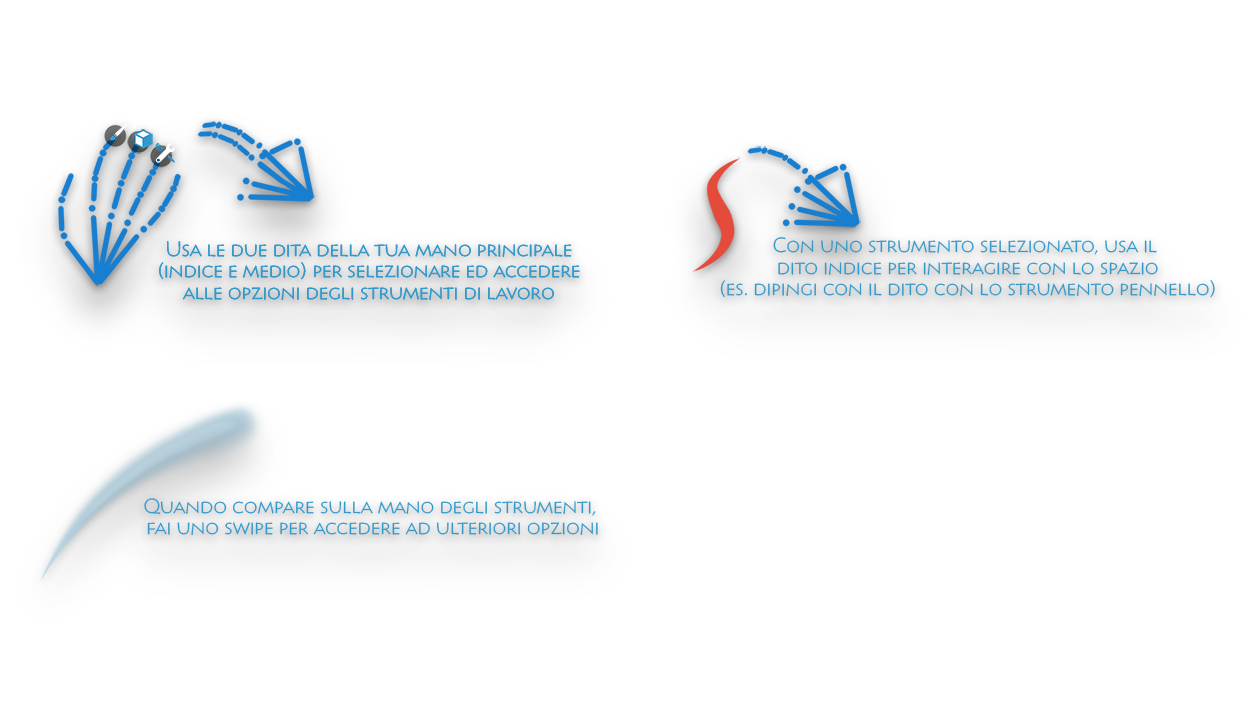 Usa le due dita della tua mano principale
(indice e medio) per selezionare ed accedere
alle opzioni degli strumenti di lavoro
Con uno strumento selezionato, usa il
dito indice per interagire con lo spazio
(es. dipingi con il dito con lo strumento pennello)
Quando compare sulla mano degli strumenti,
fai uno swipe per accedere ad ulteriori opzioni